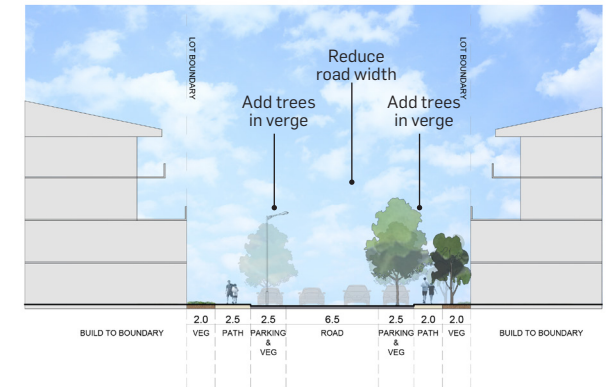 LOT BOUNDARY
LOT BOUNDARY
Reduce
road width
Add trees
in verge
Add trees
in verge
2.0 2.5 2.5 6.5 2.5 2.0 2.0
BUILD TO BOUNDARY VEG PATH PARKING & VEG ROAD PARKING & VEG PATH VEG BUILD TO BOUNDARY